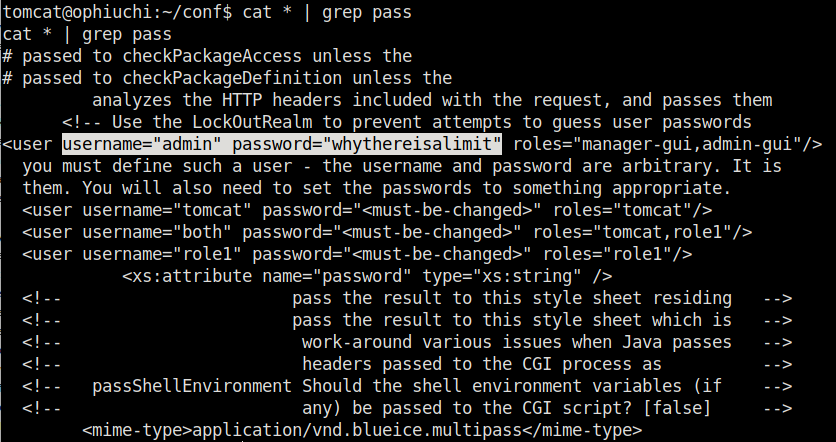 tomcat@ophiuchi:~/conf$ cat * | grep pass
cat * | grep pass
# passed to checkPackageAccess unless the
# passed to checkPackageDefinition unless the
         analyzes the HTTP headers included with the request, and passes them
      <!-- Use the LockOutRealm to prevent attempts to guess user passwords
<user username="admin" password="whythereisalimit" roles="manager-gui,admin-gui"/>
  you must define such a user - the username and password are arbitrary. It is
  them. You will also need to set the passwords to something appropriate.
  <user username="tomcat" password="<must-be-changed>" roles="tomcat"/>
  <user username="both" password="<must-be-changed>" roles="tomcat,role1"/>
  <user username="role1" password="<must-be-changed>" roles="role1"/>
            <xs:attribute name="password" type="xs:string" />
  <!--                       pass the result to this style sheet residing   -->
  <!--                       pass the result to this style sheet which is   -->
  <!--                        work-around various issues when Java passes   -->
  <!--                        headers passed to the CGI process as          -->
  <!--   passShellEnvironment Should the shell environment variables (if    -->
  <!--                        any) be passed to the CGI script? [false]     -->
        <mime-type>application/vnd.blueice.multipass</mime-type>